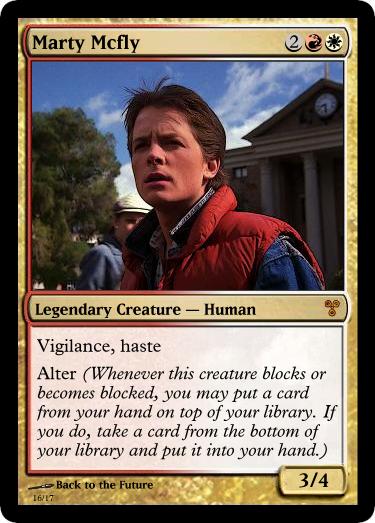 Marty Mcfly 2
Legendary Creature — Human
Vigilance, haste
Alter (Whenever this creature blocks or
becomes blocked, you may put a card
from your hand on top of your library. If
you do, take a card from the bottom of
your library and put it into your hand.)
3/4
Back to the Future
16/17